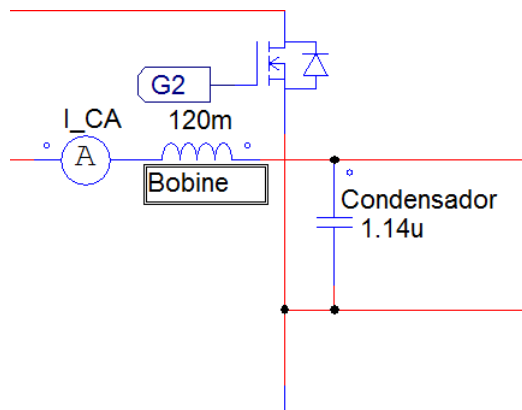 G2
I_CA
120m
A
Bobine
Condensador
1.14u